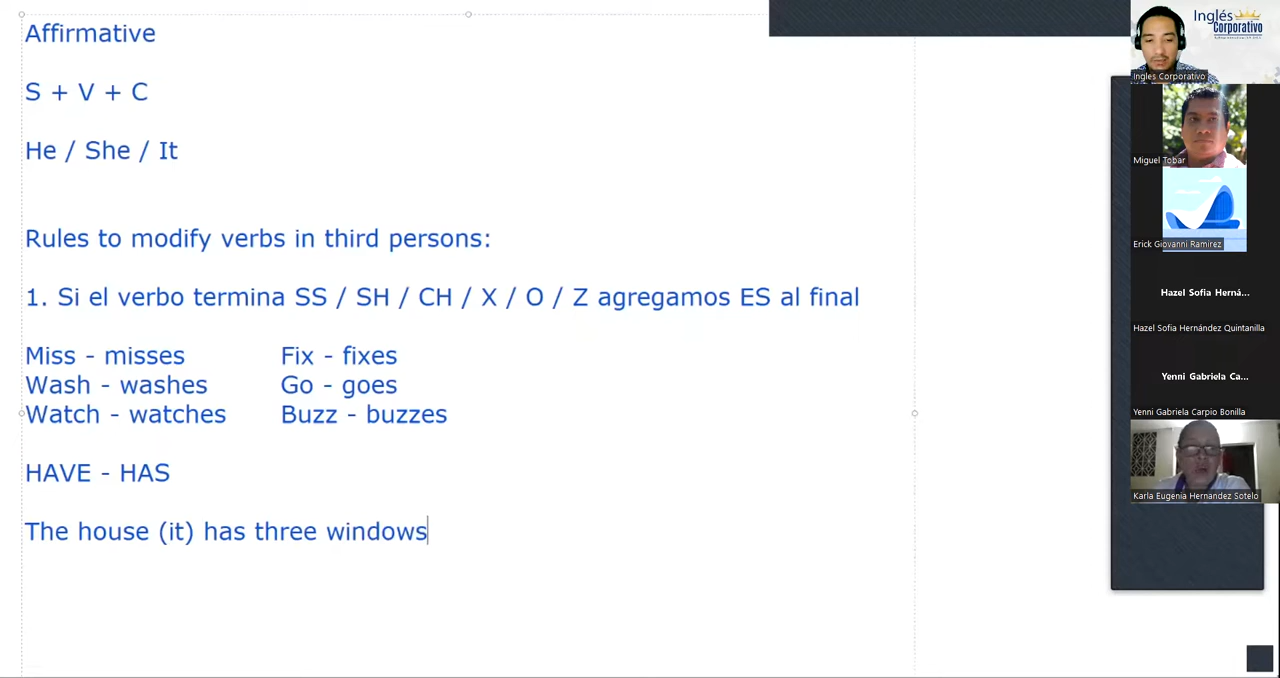 Affirmative
S + V + C
He / She / It
Rules to modify verbs in third persons:
1. Si el verbo termina SS / SH / CH / X / O / Z agregamos ES al final
Miss - misses Fix - fixes
Wash - washes Go - goes
Watch - watches Buzz - buzzes
HAVE - HAS
The house (it) has three windows
Inglés
Corporativo
Ingles Corporativo
Miguel Tobar
Erick Giovanni Ramirez
Hazel Sofia Herná...
Hazel Sofia Hernández Quintanilla
Yenni Gabriela Ca...
Yenni Gabriela Carpio Bonilla
Karla Eugenia Hernandez Sotelo